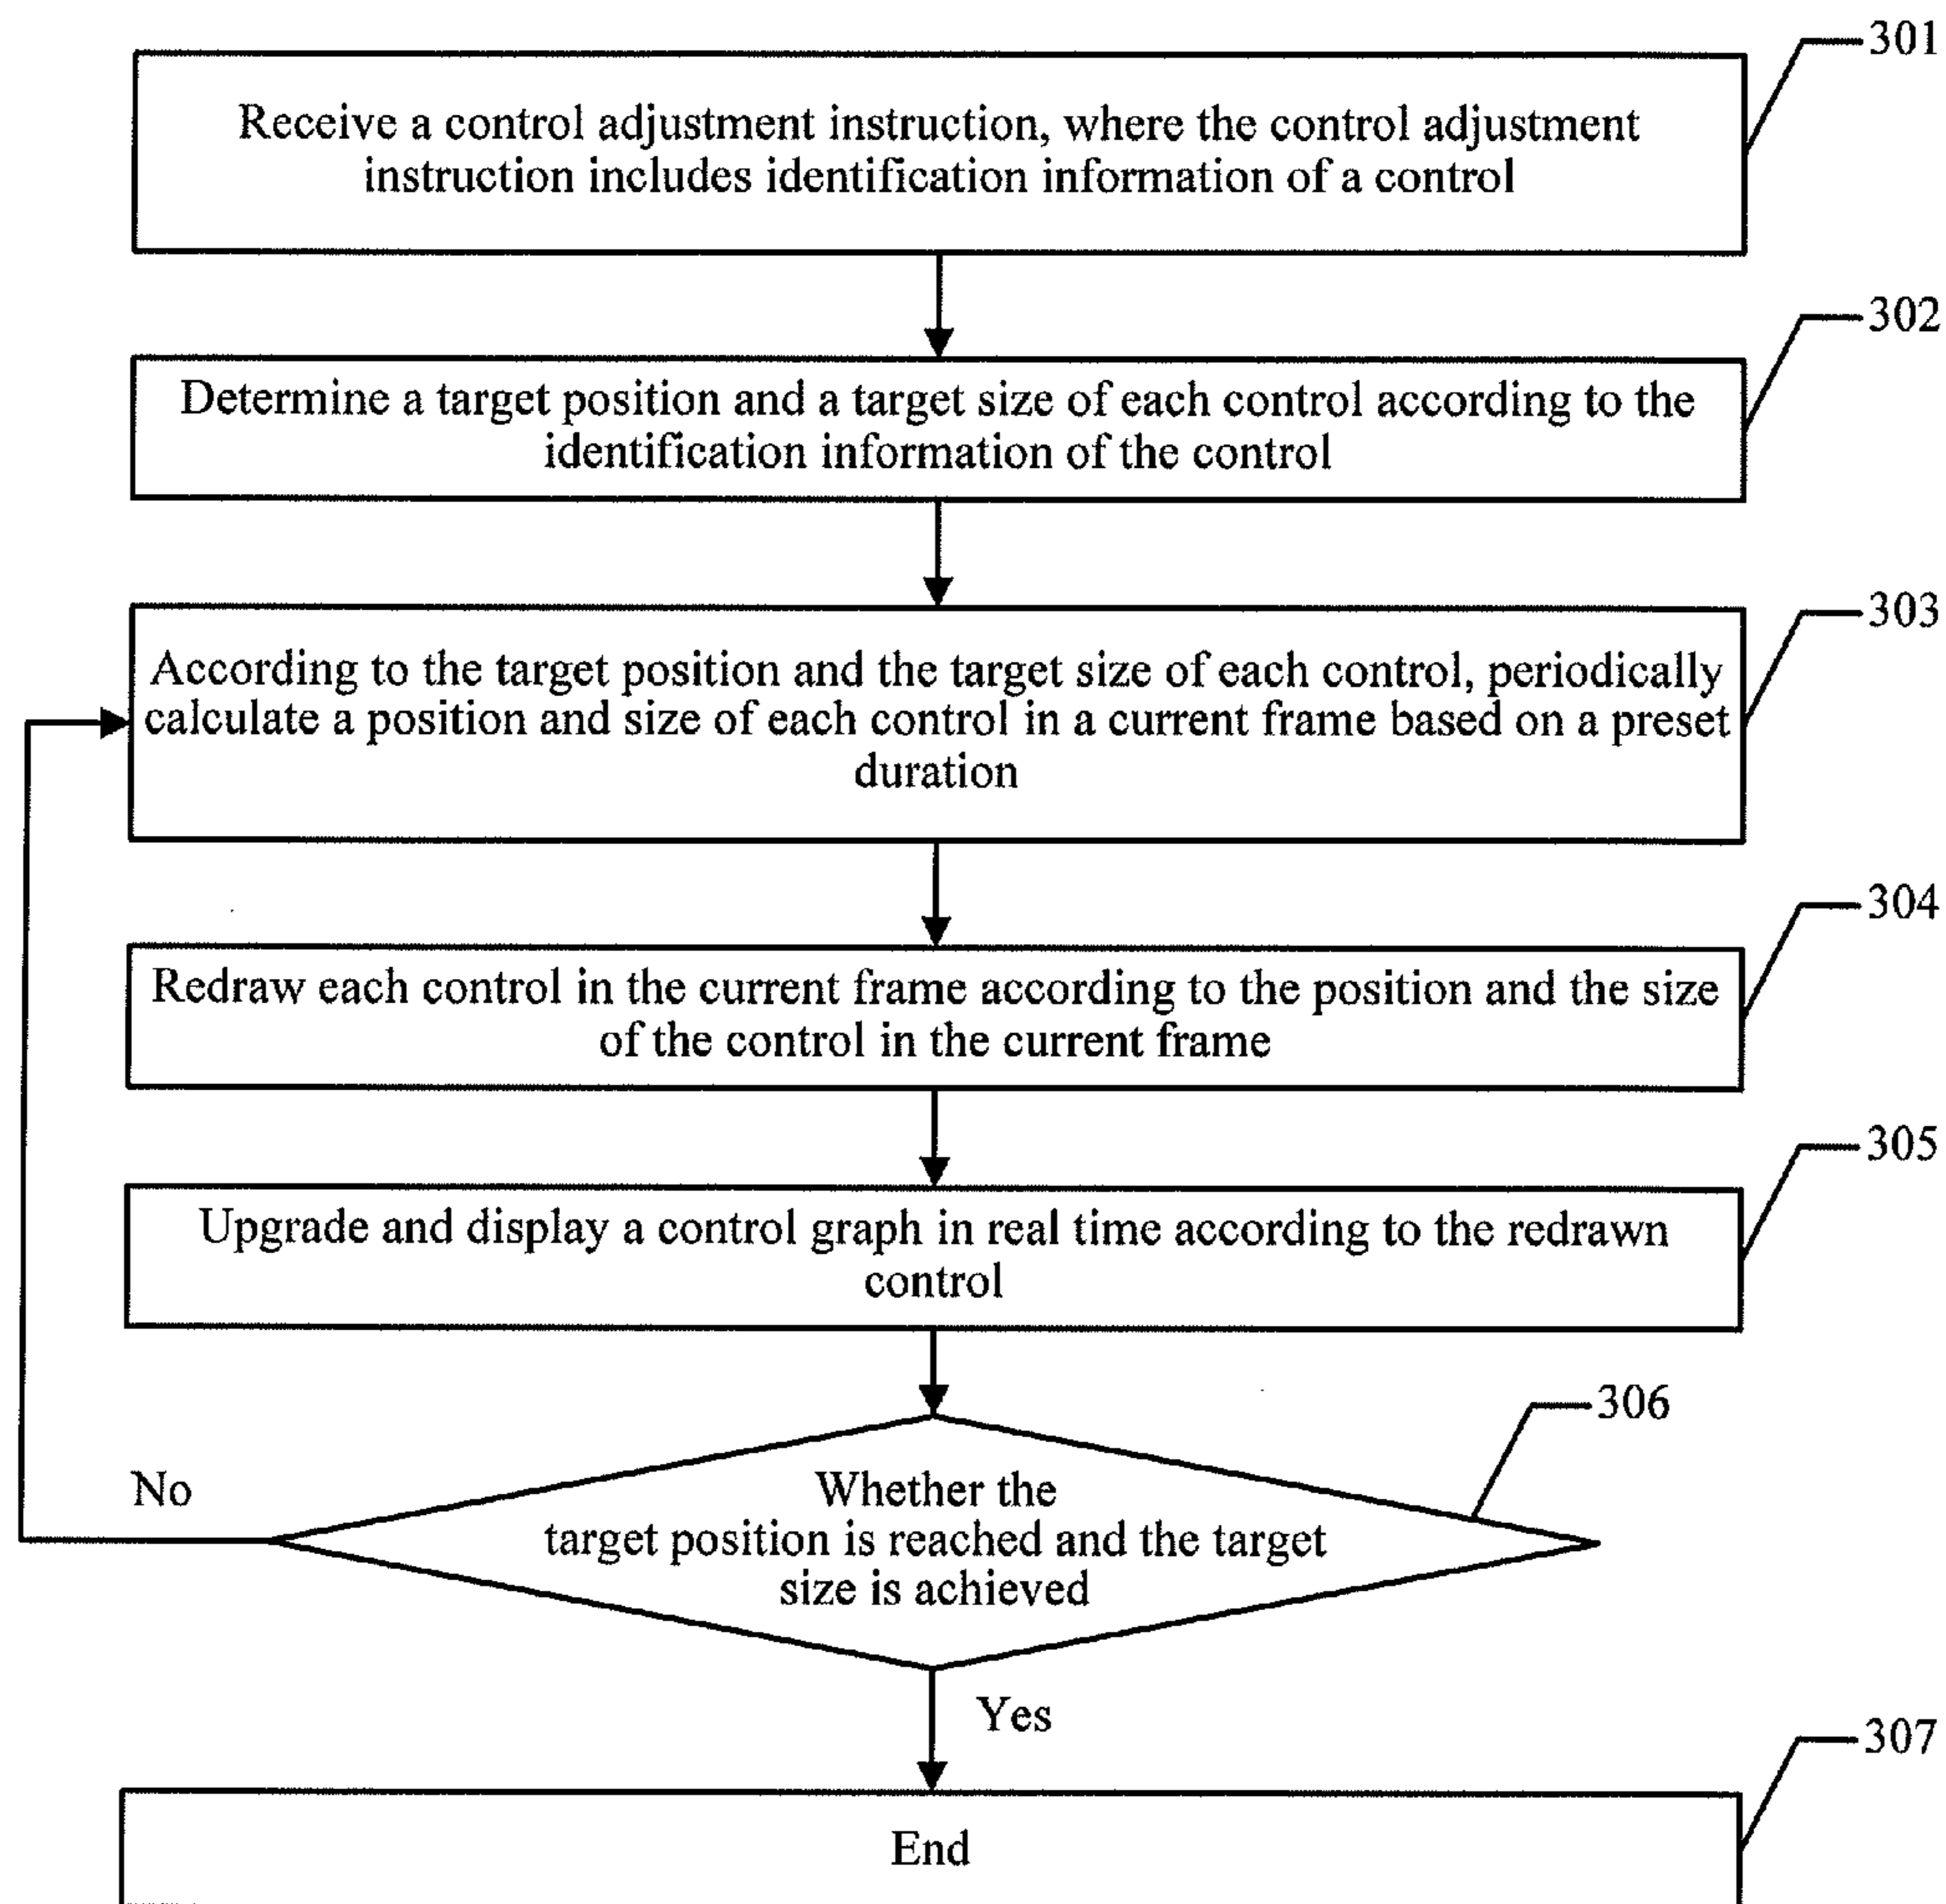 301
Receive a control adjustment instruction, where the control adjustment
instruction includes identification information of a control
302
Determine a target position and a target size of each control according to the
identification information of the control
303
According to the target position and the target size of each control, periodically
calculate a position and size of each control in a current frame based on a preset
duration
304
Redraw each control in the current frame according to the position and the size
of the control in the current frame
305
Upgrade and display a control graph in real time according to the redrawn
control
306
No
Whether the
target position is reached and the target
size is achieved
Yes
307
End